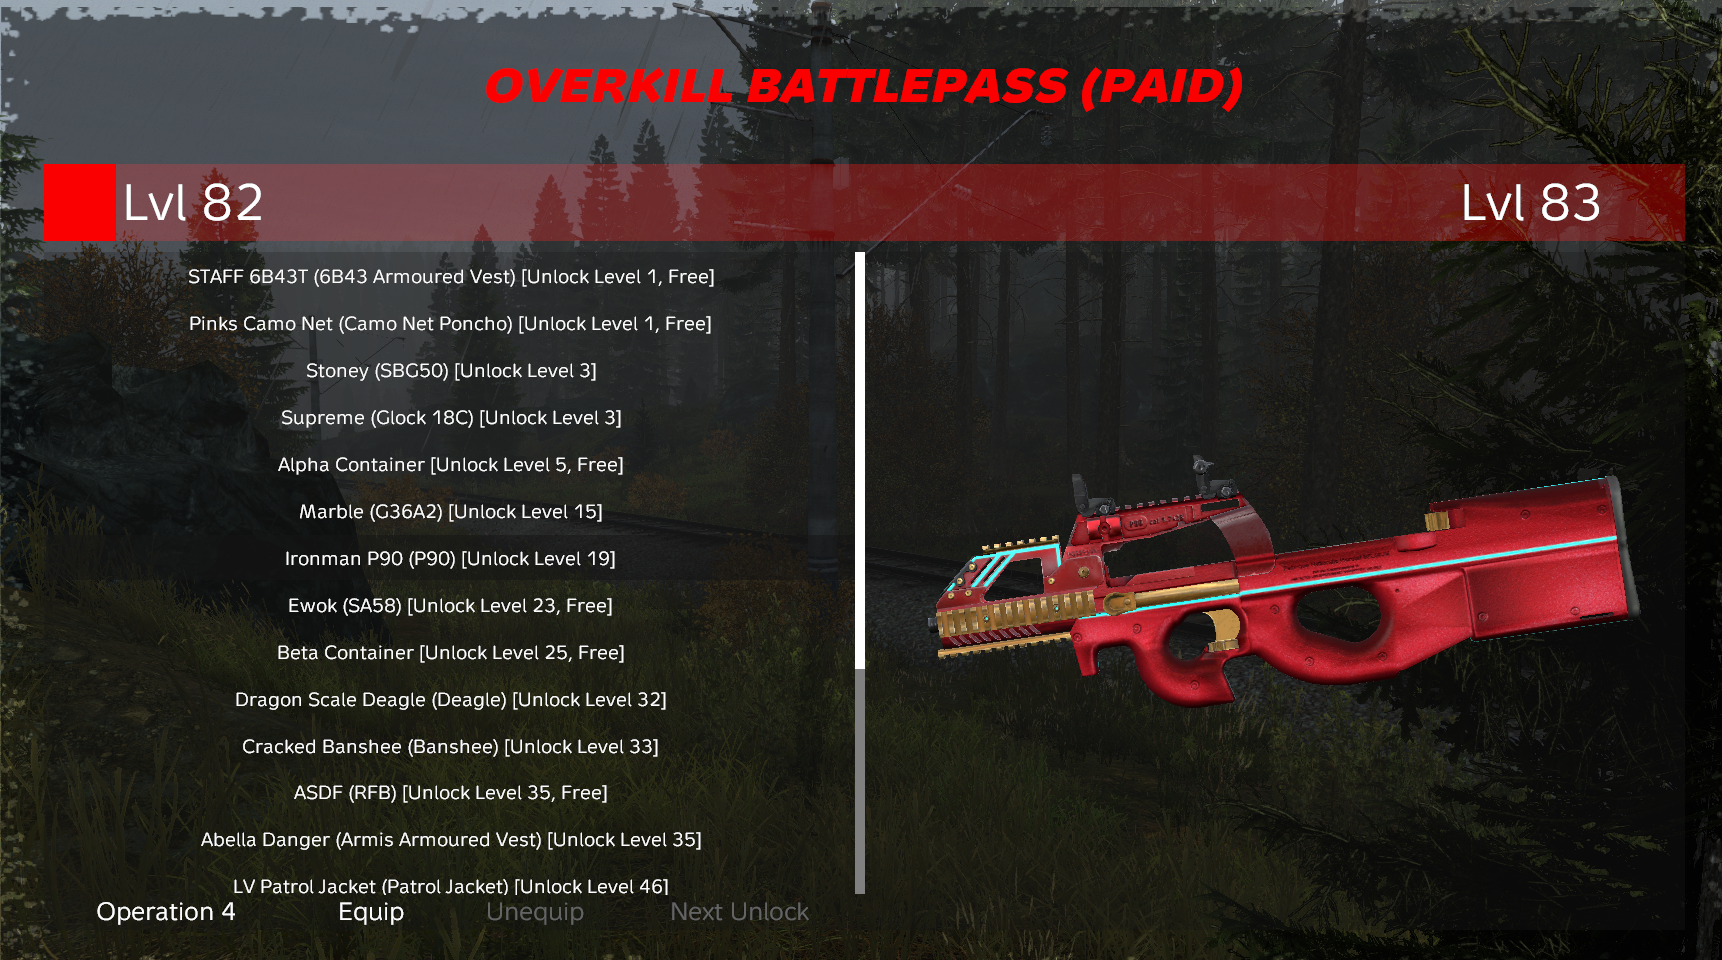 OVERKILL BATTLEPASS (PAID)
Lvl 82
Lvl 83
STAFF 6B43T (6B43 Armoured Vest) [Unlock Level 1, Free]
Pinks Camo Net (Camo Net Poncho) [Unlock Level 1, Free]
Stoney (SBG50) [Unlock Level 3]
Supreme (Glock 18C) [Unlock Level 3]
Alpha Container [Unlock Level 5, Free]
Marble (G36A2) [Unlock Level 15]
Ironman P90 (P90) [Unlock Level 19]
Ewok (SA58) [Unlock Level 23, Free]
Beta Container [Unlock Level 25, Free]
Dragon Scale Deagle (Deagle) [Unlock Level 32]
Cracked Banshee (Banshee) [Unlock Level 33]
ASDF (RFB) [Unlock Level 35, Free]
Abella Danger (Armis Armoured Vest) [Unlock Level 35]
LV Patrol Jacket (Patrol Jacket) [Unlock Level 46]
Operation 4
Equip
Unequip
Next Unlock